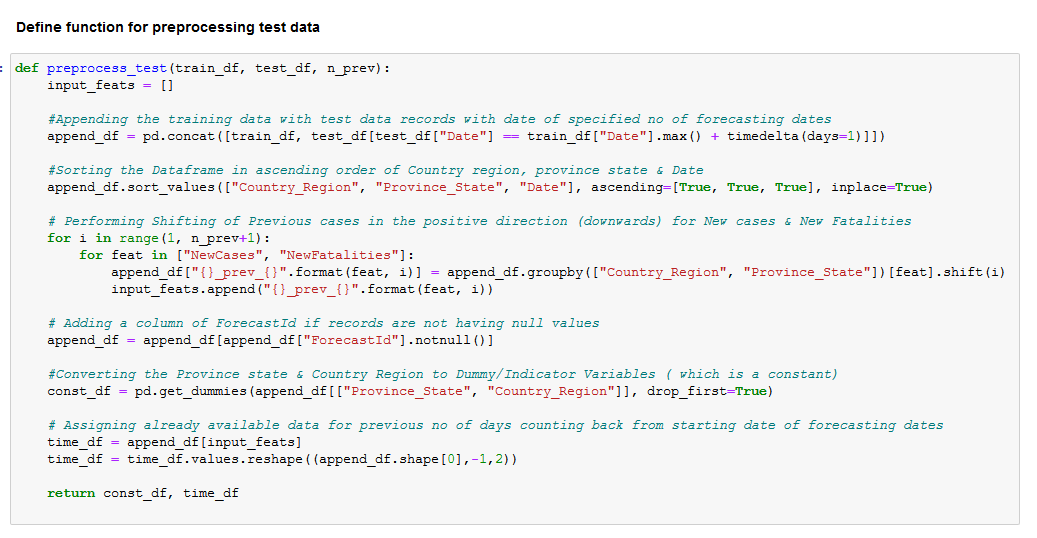 Define function for preprocessing test data
: def preprocess_test(train_df, test_df, n_prev):
    input_feats = []

    #Appending the training data with test data records with date of specified no of forecasting dates
    append_df = pd.concat([train_df, test_df[test_df["Date"] == train_df["Date"].max() + timedelta(days=1)]])

    #Sorting the Dataframe in ascending order of Country region, province state & Date
    append_df.sort_values(["Country_Region", "Province_State", "Date"], ascending=[True, True, True], inplace=True)

    # Performing Shifting of Previous cases in the positive direction (downwards) for New cases & New Fatalities
    for i in range(1, n_prev+1):
        for feat in ["NewCases", "NewFatalities"]:
            append_df["{}_prev_{}".format(feat, i)] = append_df.groupby(["Country_Region", "Province_State"])[feat].shift(i)
            input_feats.append("{}_prev_{}".format(feat, i))

    # Adding a column of ForecastId if records are not having null values
    append_df = append_df[append_df["ForecastId"].notnull()]

    #Converting the Province state & Country Region to Dummy/Indicator Variables ( which is a constant)
    const_df = pd.get_dummies(append_df[["Province_State", "Country_Region"]], drop_first=True)

    # Assigning already available data for previous no of days counting back from starting date of forecasting dates
    time_df = append_df[input_feats]
    time_df = time_df.values.reshape((append_df.shape[0],-1,2))

    return const_df, time_df